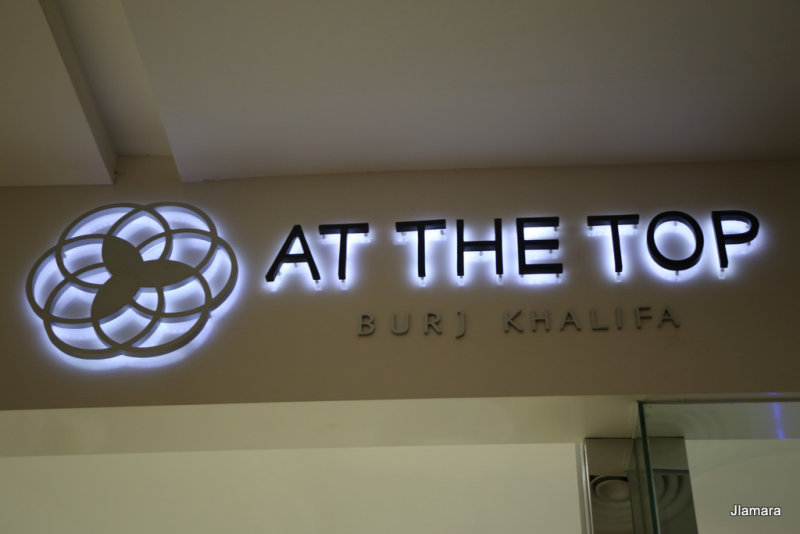 AT THE TOP
BURJ KHALIFA
Jlamara